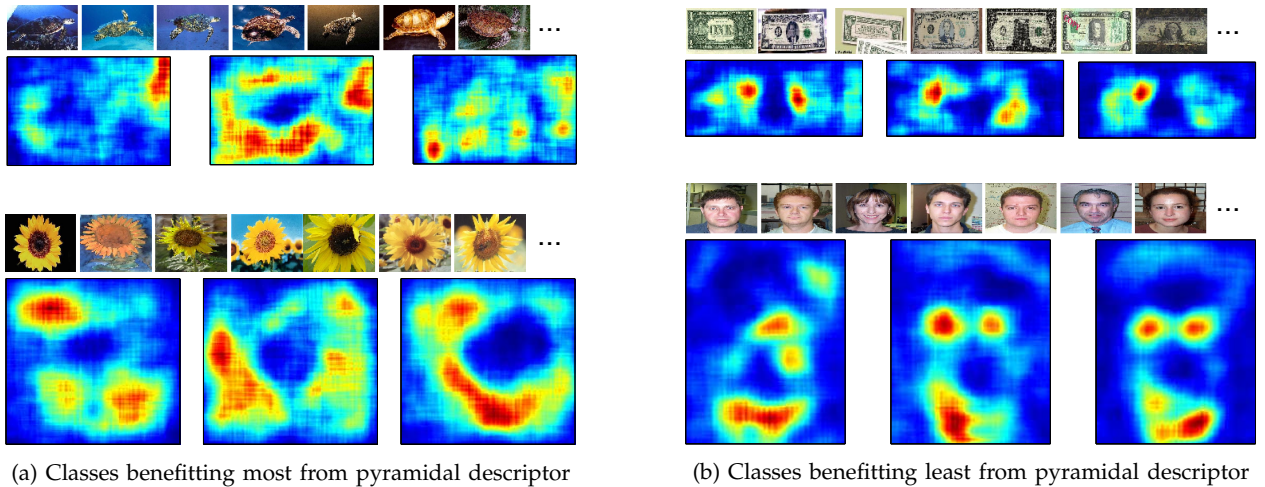 ...
...
...
...
(a) Classes benefitting most from pyramidal descriptor
(b) Classes benefitting least from pyramidal descriptor